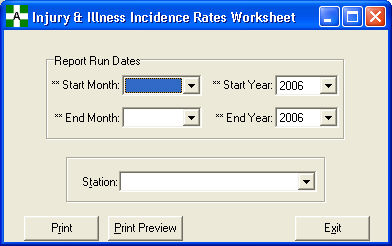 A Injury & Illness Incidence Rates Worksheet
Report Run Dates
** Start Month: ** Start Year: 2006
** End Month: ** End Year: 2006
Station:
Print Print Preview Exit